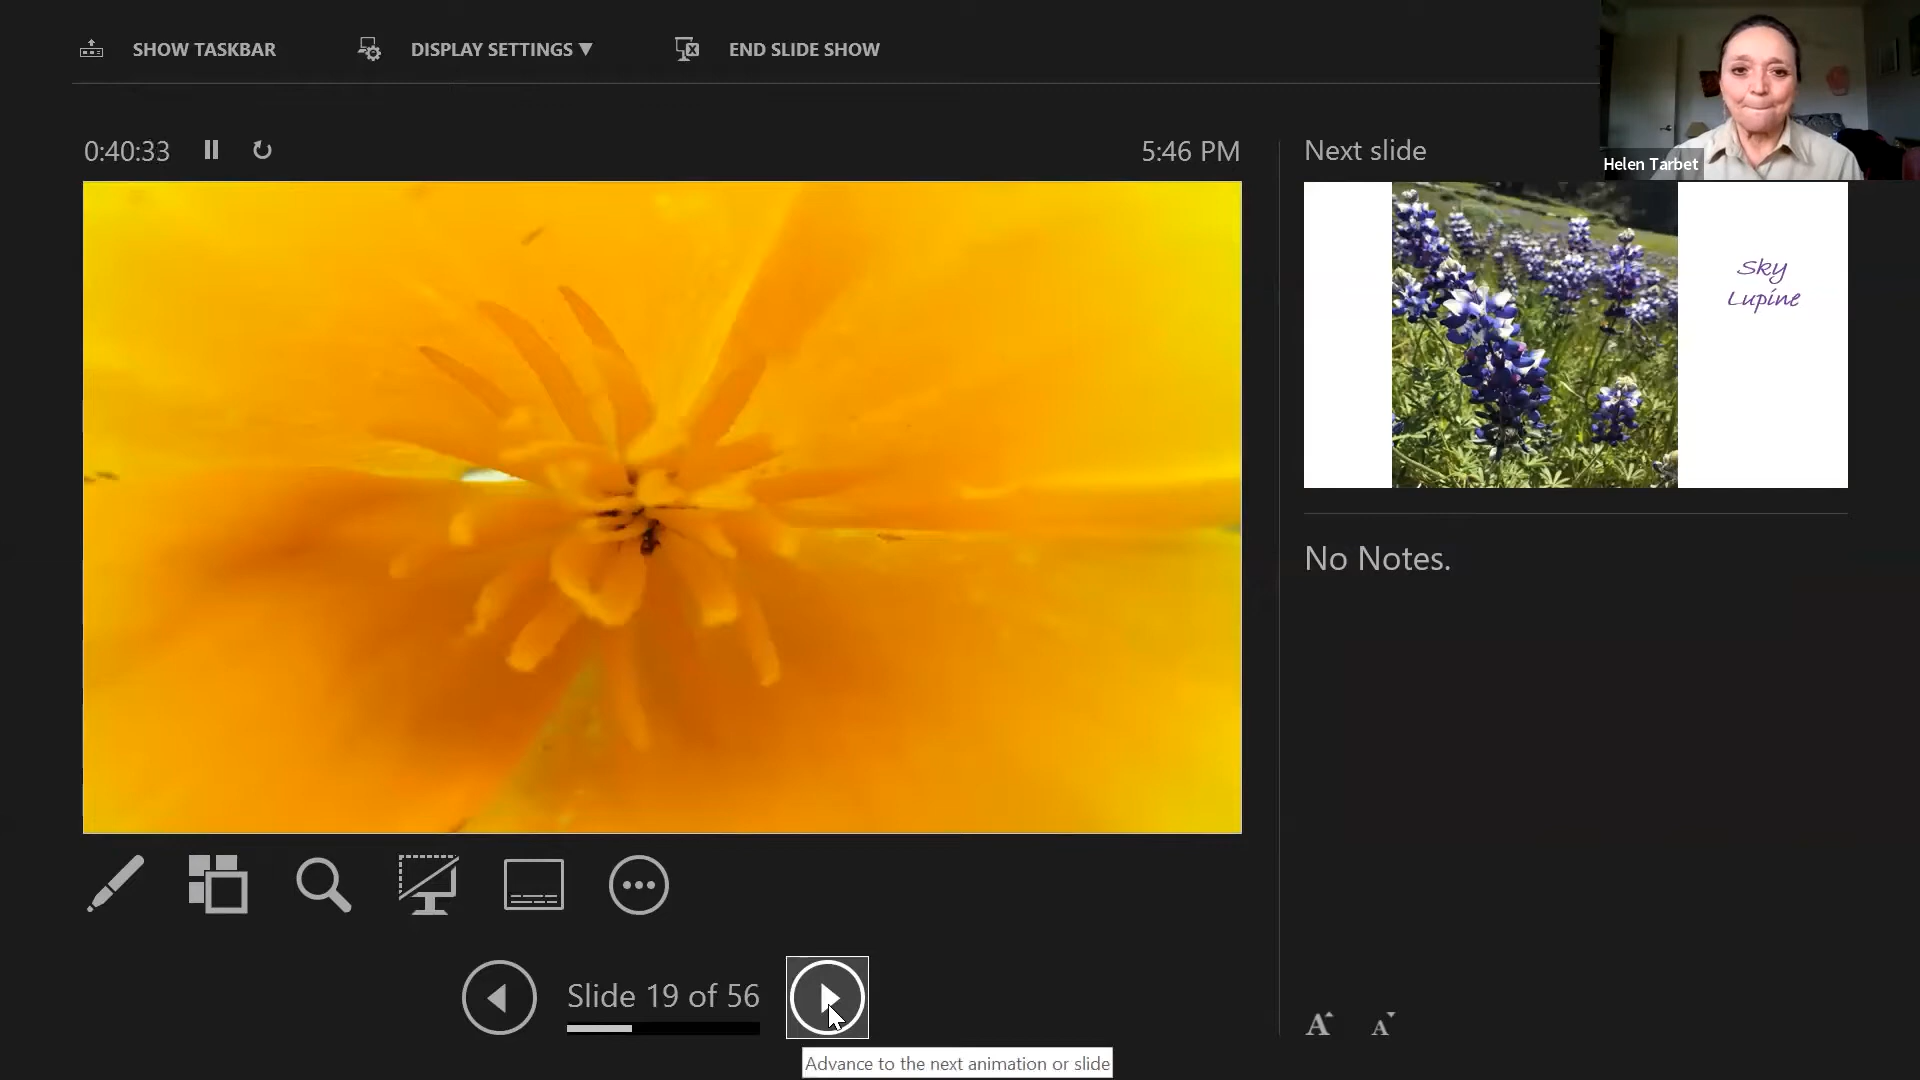 SHOW TASKBAR
DISPLAY SETTINGS ▼
END SLIDE SHOW
Helen Tarbet
0:40:33
5:46 PM
Next slide
Sky
Lupine
No Notes.
Slide 19 of 56
A A
Advance to the next animation or slide